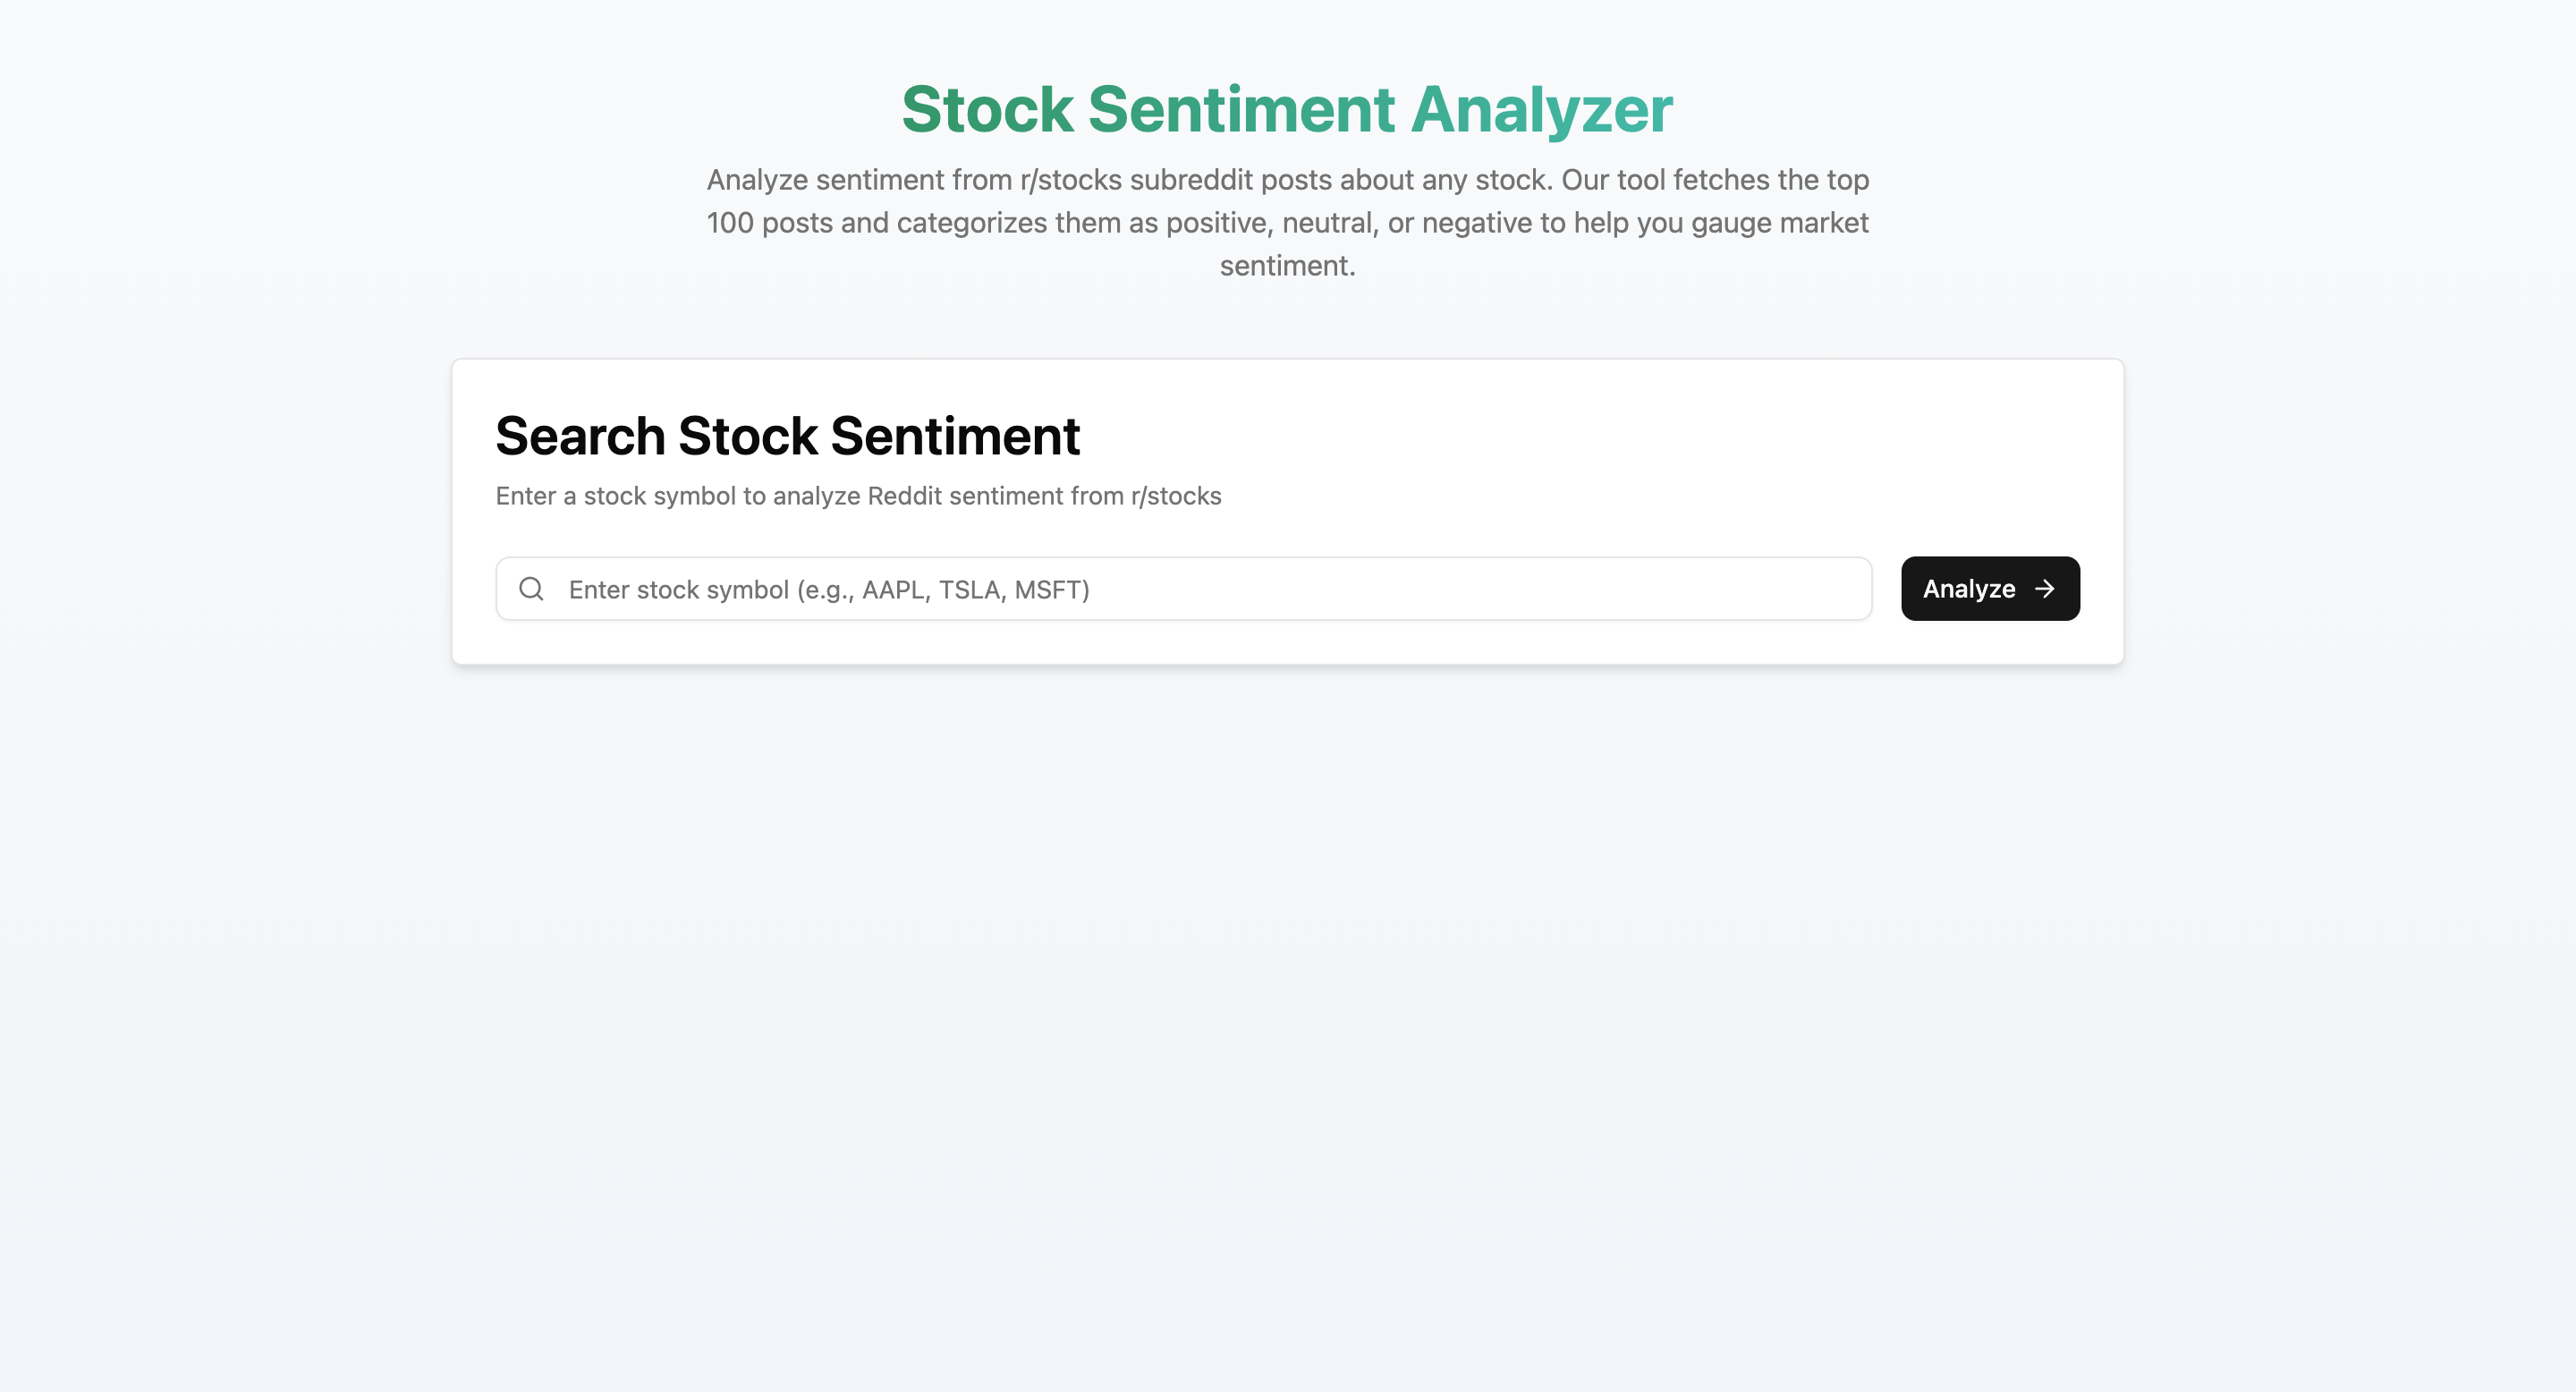 Stock Sentiment Analyzer
Analyze sentiment from r/stocks subreddit posts about any stock. Our tool fetches the top
100 posts and categorizes them as positive, neutral, or negative to help you gauge market
sentiment.
Search Stock Sentiment
Enter a stock symbol to analyze Reddit sentiment from r/stocks
Enter stock symbol (e.g., AAPL, TSLA, MSFT)
Analyze →